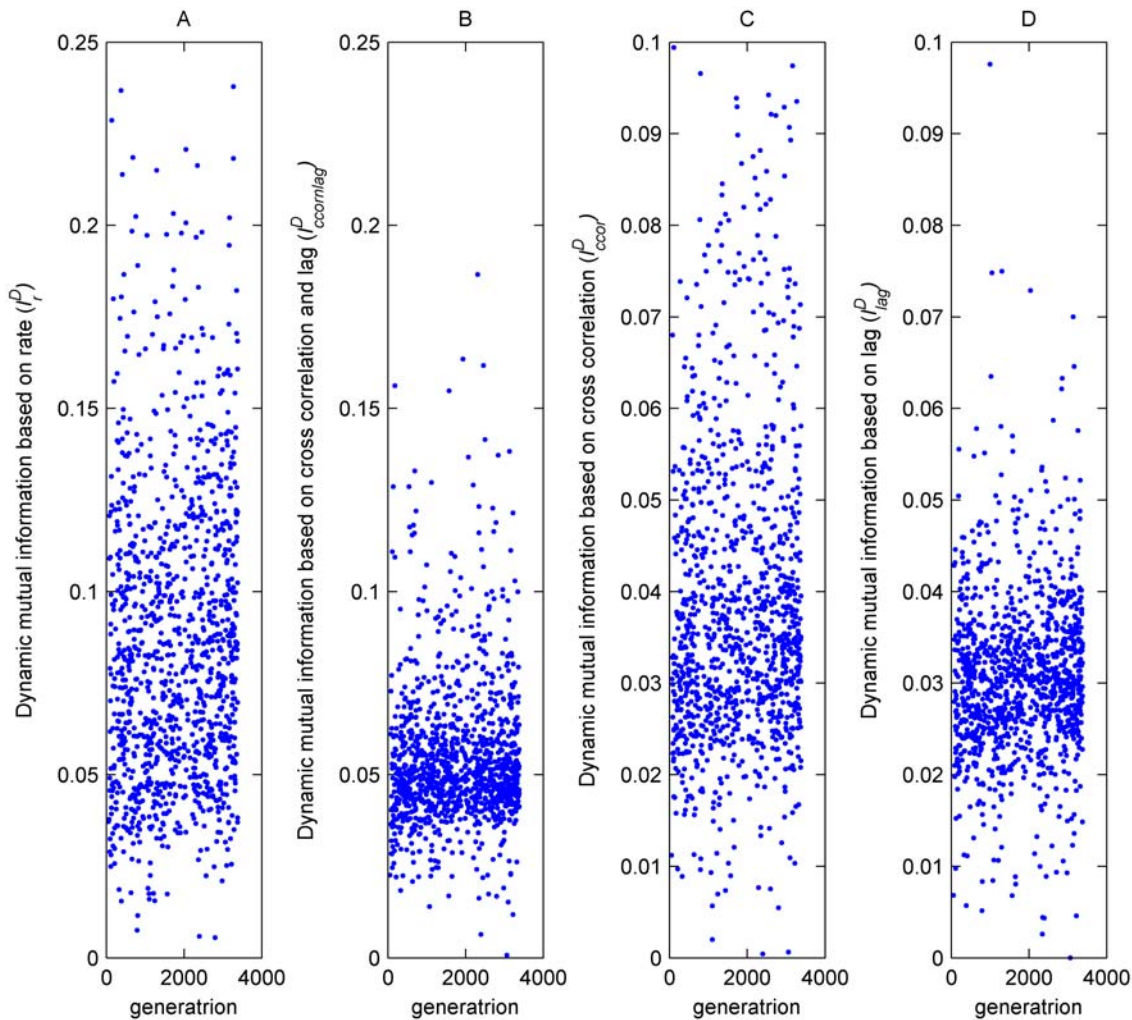 A
Dynamic mutual information based on rate (I_r^D)
0.25
0.2
0.15
0.1
0.05
0
0 2000 4000
generatrion
B
Dynamic mutual information based on cross correlation and lag (I_ccornlag^D)
0.25
0.2
0.15
0.1
0.05
0
0 2000 4000
generatrion
C
Dynamic mutual information based on cross correlation (I_ccor^D)
0.1
0.09
0.08
0.07
0.06
0.05
0.04
0.03
0.02
0.01
0
0 2000 4000
generatrion
D
Dynamic mutual information based on lag (I_lag^D)
0.1
0.09
0.08
0.07
0.06
0.05
0.04
0.03
0.02
0.01
0
0 2000 4000
generatrion